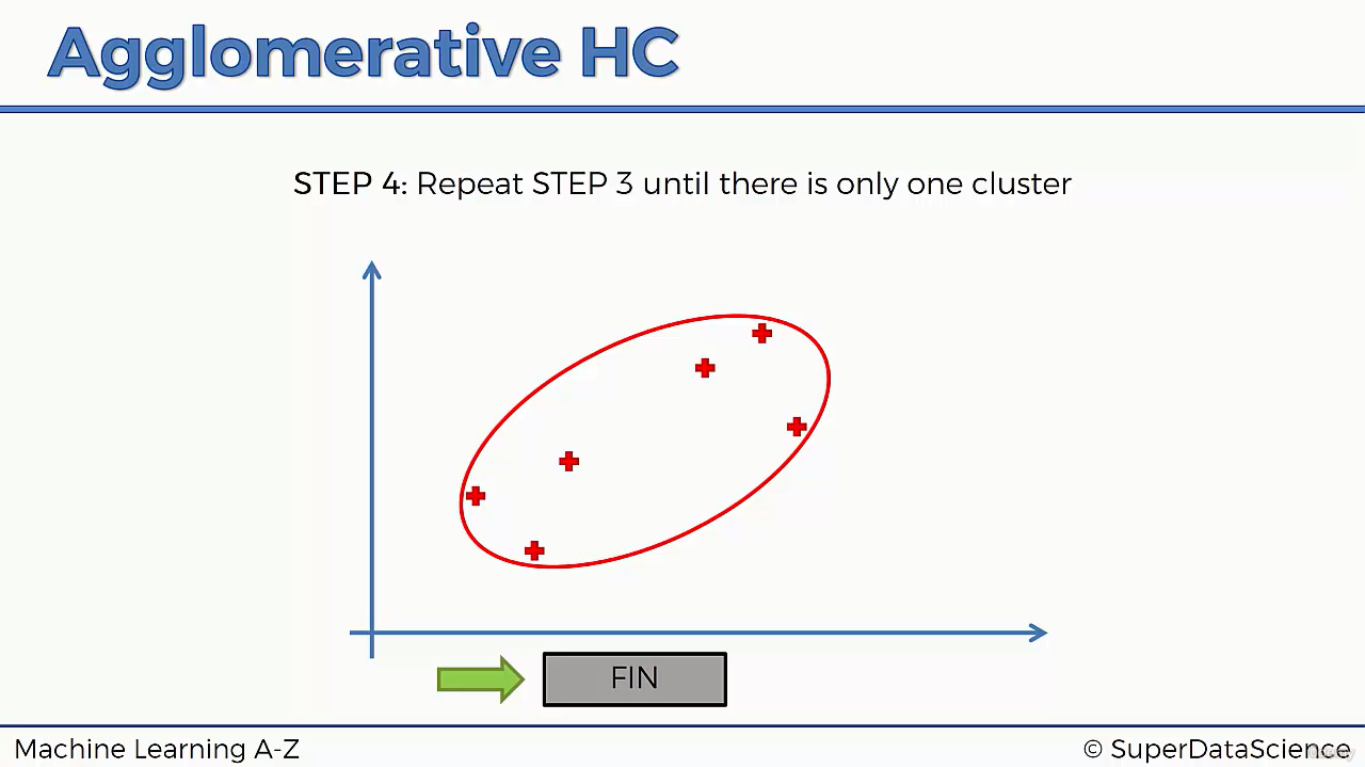 Agglomerative HC
STEP 4: Repeat STEP 3 until there is only one cluster
FIN
Machine Learning A-Z
© SuperDataScience